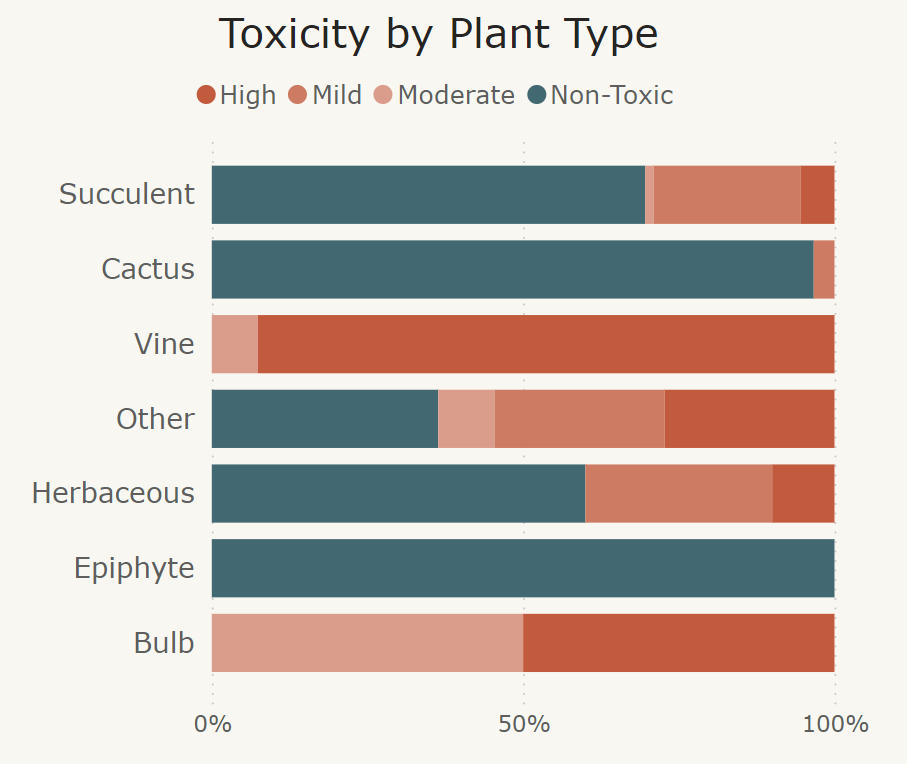 Toxicity by Plant Type
High Mild Moderate Non-Toxic
Succulent
Cactus
Vine
Other
Herbaceous
Epiphyte
Bulb
0% 50% 100%